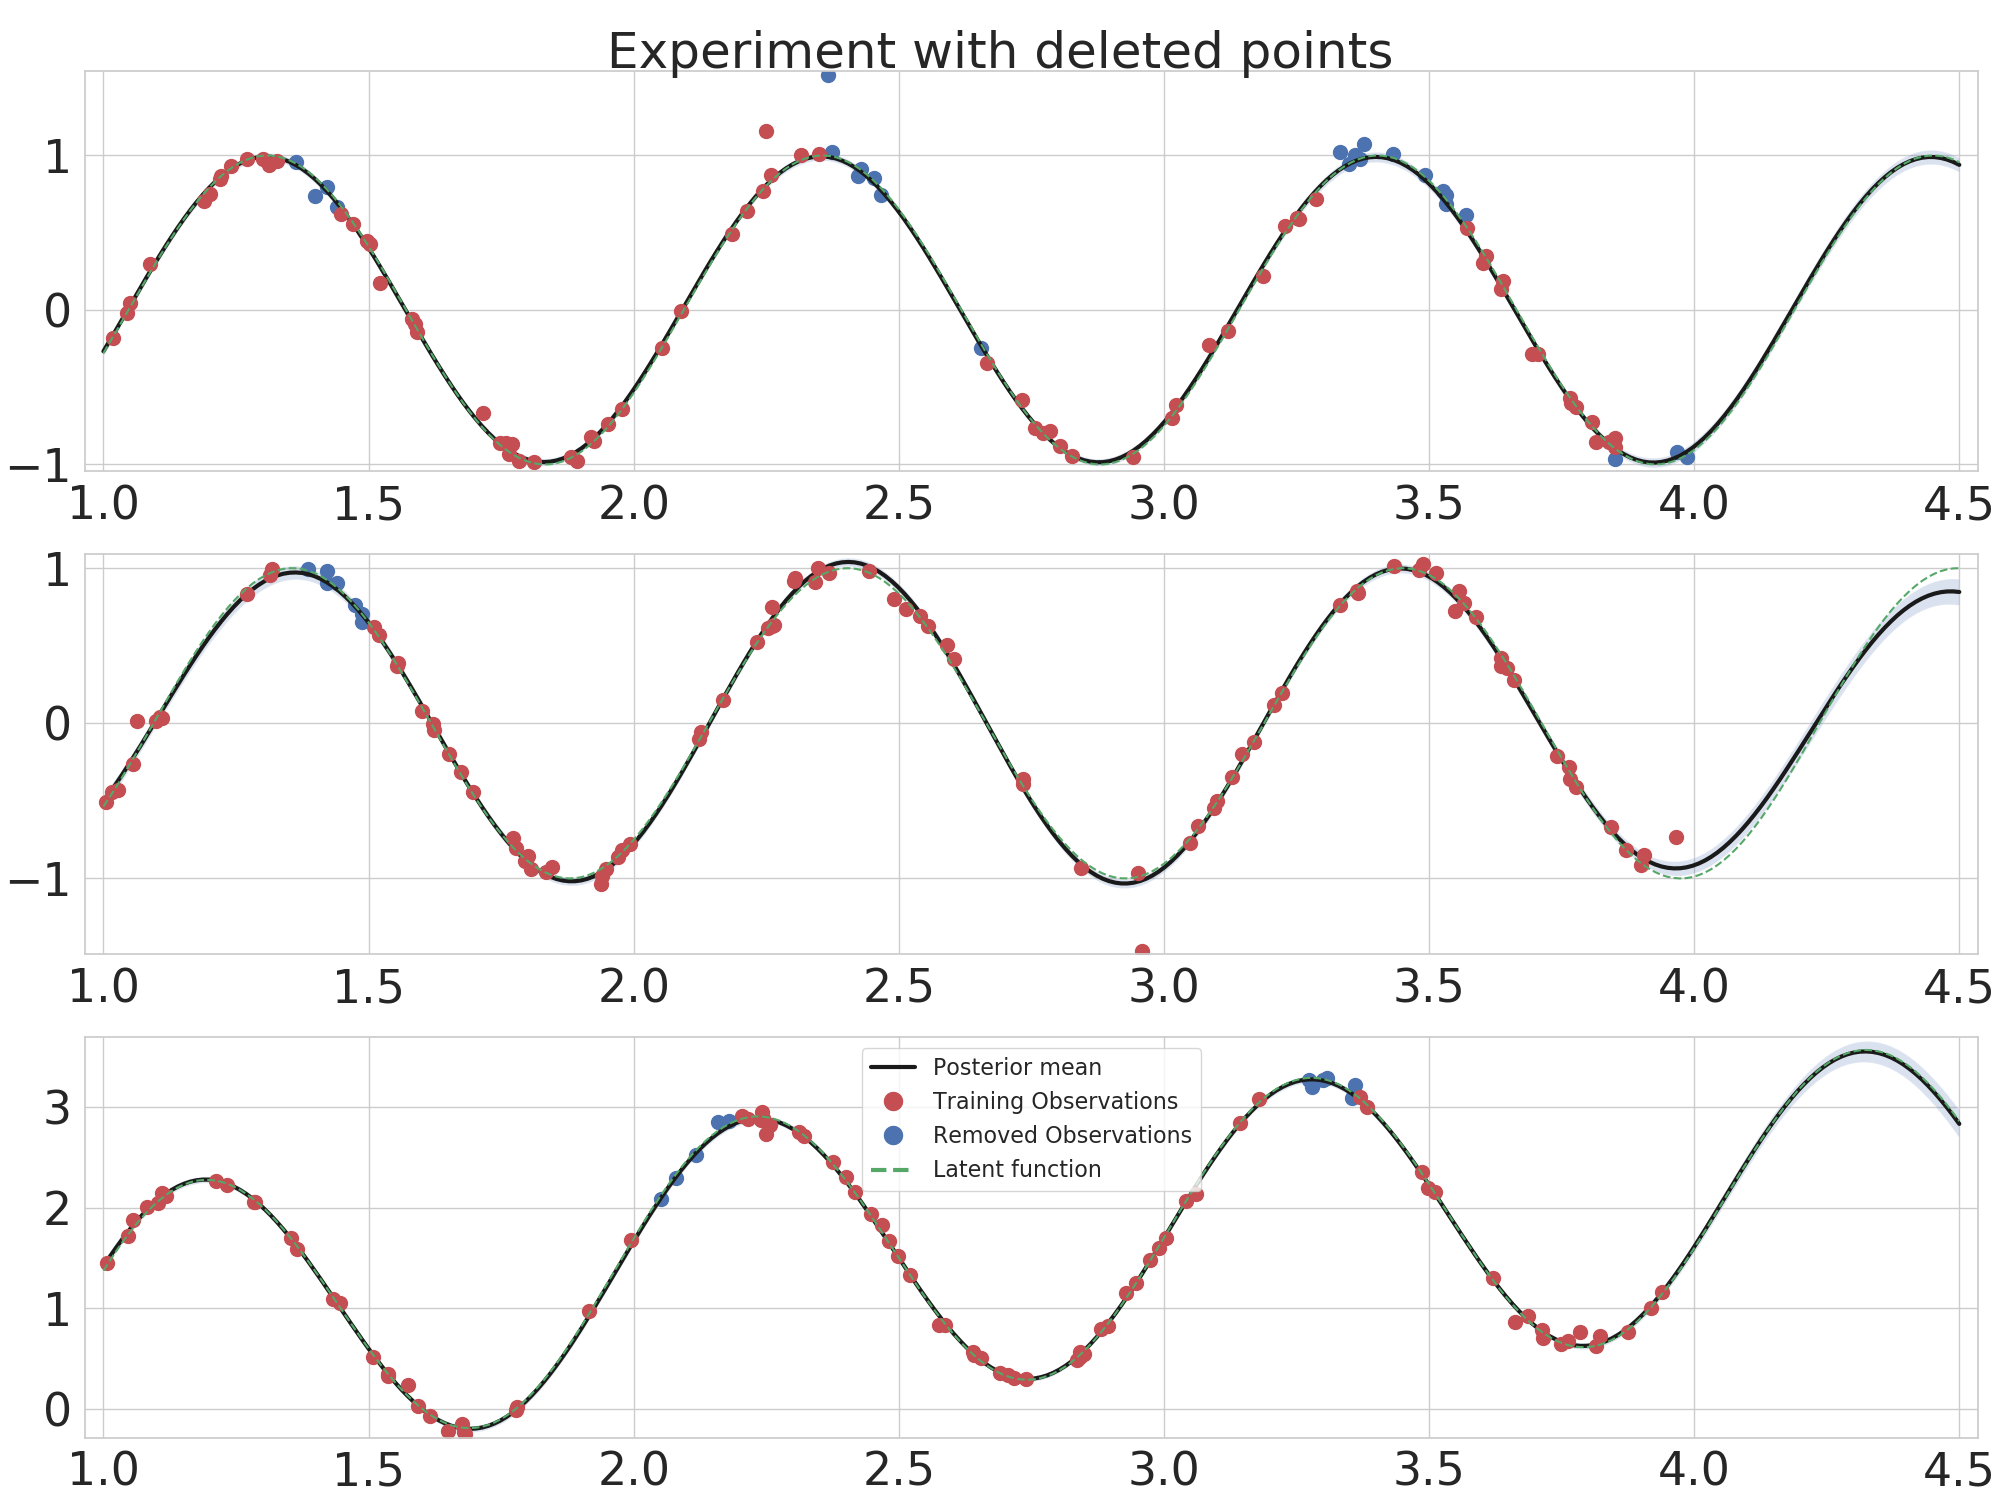 Experiment with deleted points
1
0
−1
1.0 1.5 2.0 2.5 3.0 3.5 4.0 4.5
1
0
−1
1.0 1.5 2.0 2.5 3.0 3.5 4.0 4.5
3
2
1
0
Posterior mean
Training Observations
Removed Observations
Latent function
1.0 1.5 2.0 2.5 3.0 3.5 4.0 4.5